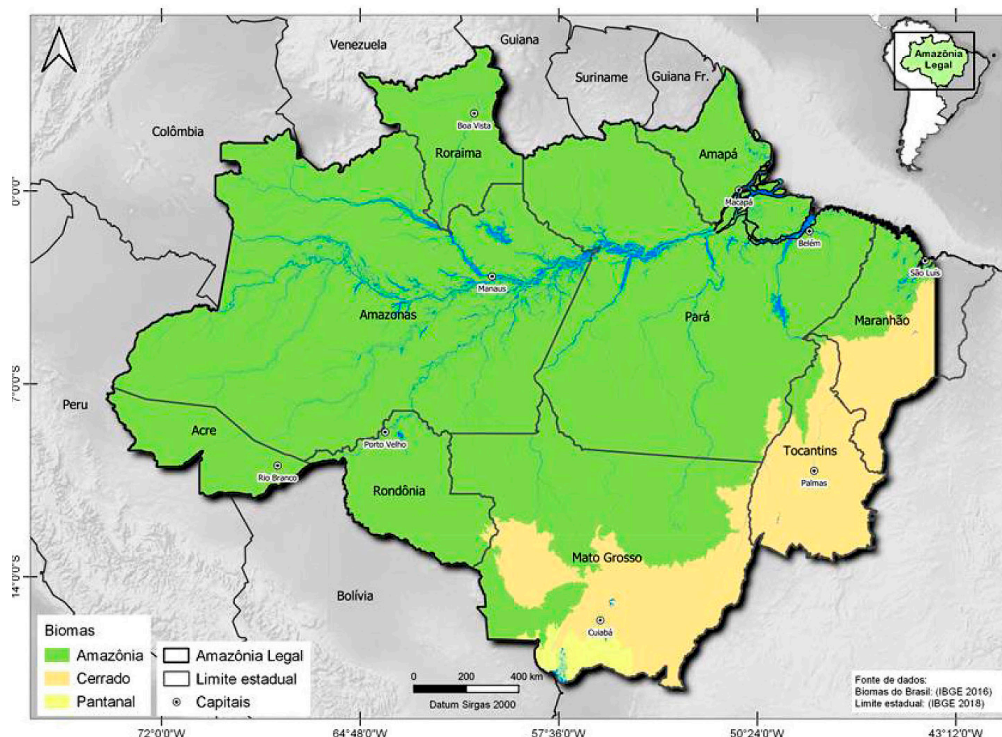 Venezuela
Guiana
Suriname
Guiana Fr.
Amazônia
Legal
Colômbia
Boa Vista
Roraima
Amapá
0°0'0"
Macapá
Belém
São Luis
Manaus
Amazonas
Pará
Maranhão
7°0'0"S
Peru
Acre
Porto Velho
Rio Branco
Rondônia
Tocantins
Palmas
Mato Grosso
14°0'0"S
Bolívia
Cuiabá
Biomas
Amazônia
Cerrado
Pantanal
Amazônia Legal
Limite estadual
Capitais
0 200 400 km
Datum Sirgas 2000
Fonte de dados:
Biomas do Brasil: (IBGE 2016)
Limite estadual: (IBGE 2018)
72°0'0"W
64°48'0"W
57°36'0"W
50°24'0"W
43°12'0"W